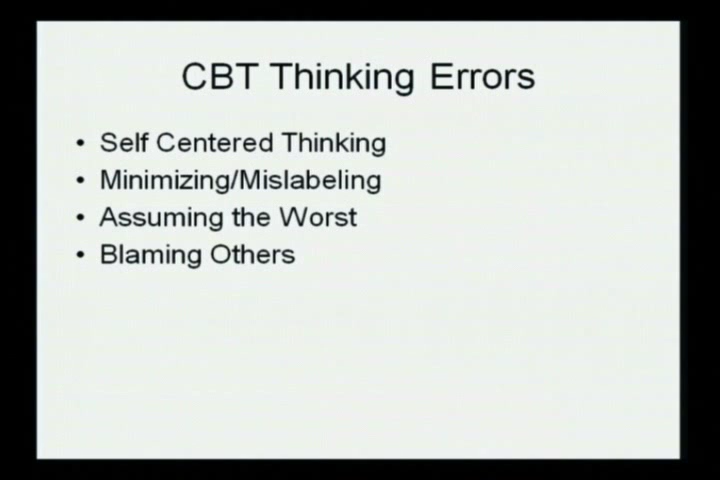 CBT Thinking Errors
• Self Centered Thinking
• Minimizing/Mislabeling
• Assuming the Worst
• Blaming Others